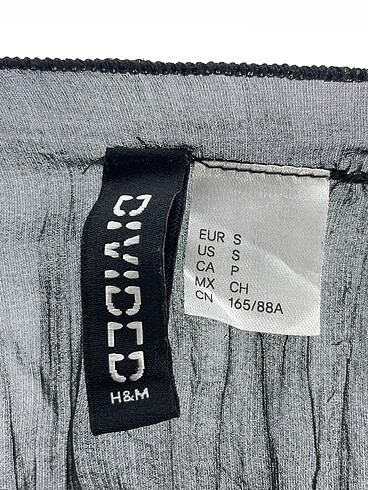 DIVIDED
H&M
EUR S
US S
CA P
MX CH
CN 165/88A